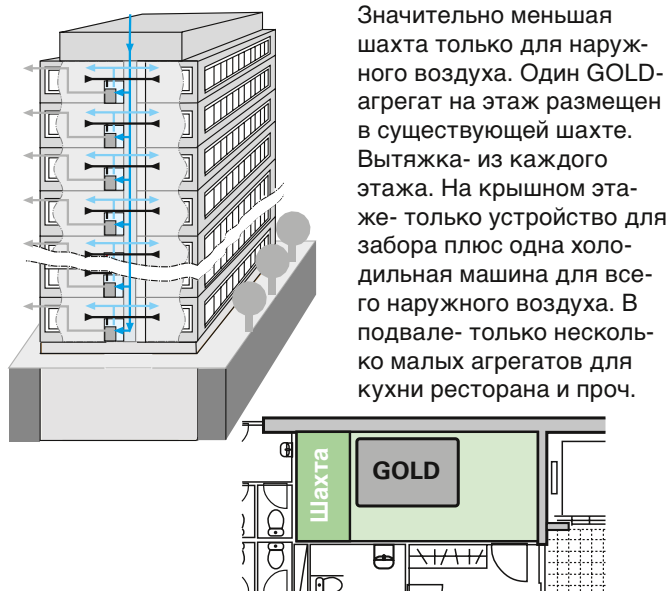 Значительно меньшая
шахта только для наруж-
ного воздуха. Один GOLD-
агрегат на этаж размещен
в существующей шахте.
Вытяжка- из каждого
этажа. На крышном эта-
же- только устройство для
забора плюс одна холо-
дильная машина для все-
го наружного воздуха. В
подвале- только несколь-
ко малых агрегатов для
кухни ресторана и проч.
Шахта
GOLD